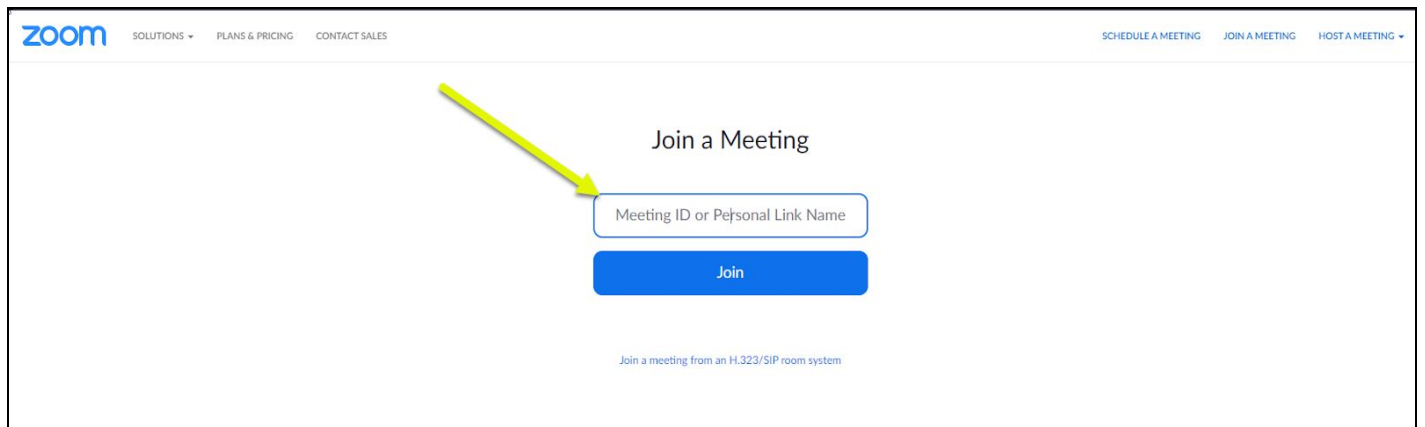 zoom SOLUTIONS PLANS & PRICING CONTACT SALES SCHEDULE A MEETING JOIN A MEETING HOST A MEETING
Join a Meeting
Meeting ID or Personal Link Name
Join
Join a meeting from an H.323/SIP room system